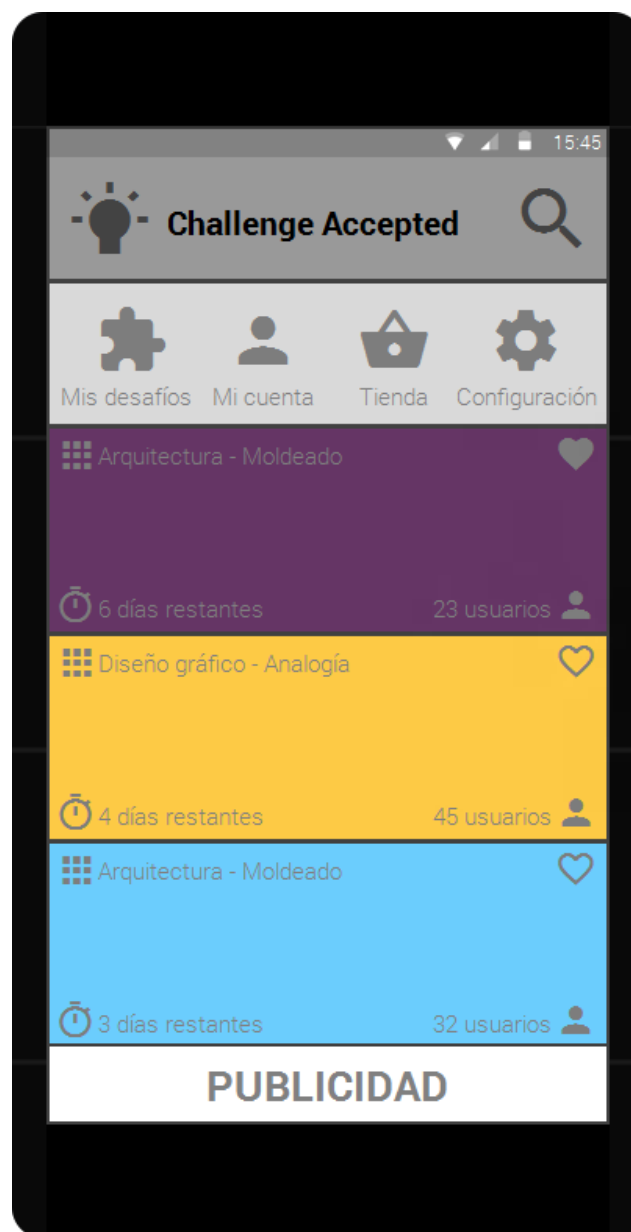 15:45
Challenge Accepted
Mis desafíos Mi cuenta Tienda Configuración
Arquitectura - Moldeado
6 días restantes 23 usuarios
Diseño gráfico - Analogía
4 días restantes 45 usuarios
Arquitectura - Moldeado
3 días restantes 32 usuarios
PUBLICIDAD